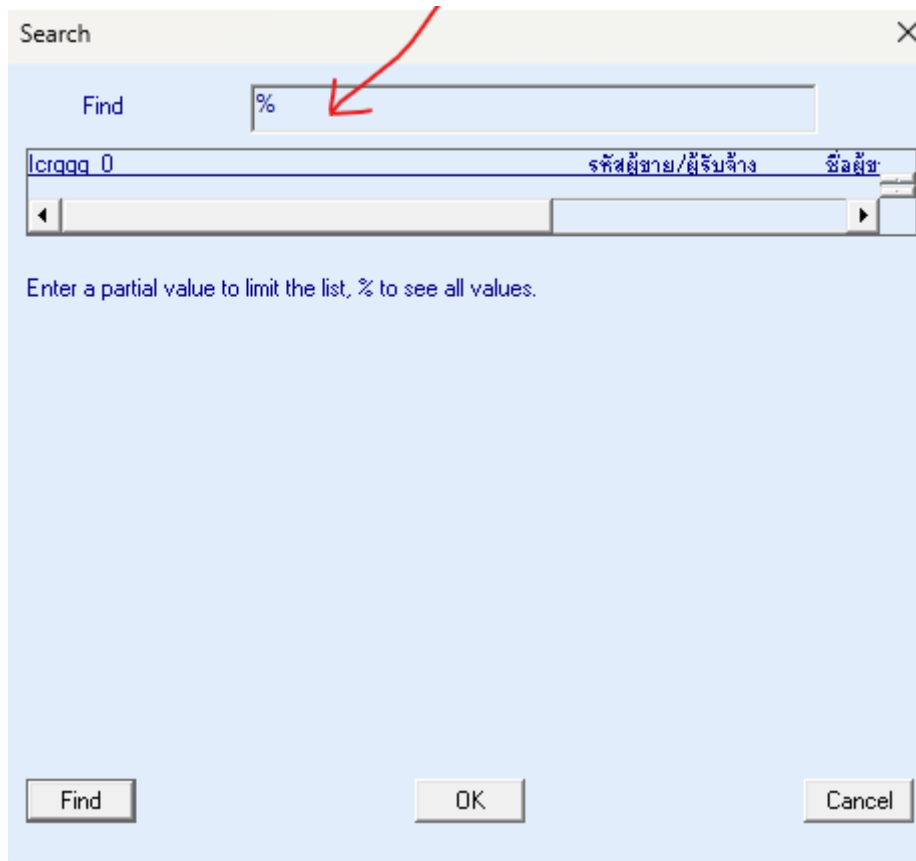 Search
Find %
lcrqqq_0 รหัสผู้ขาย/ผู้รับจ้าง
Enter a partial value to limit the list, % to see all values.
Find OK Cancel